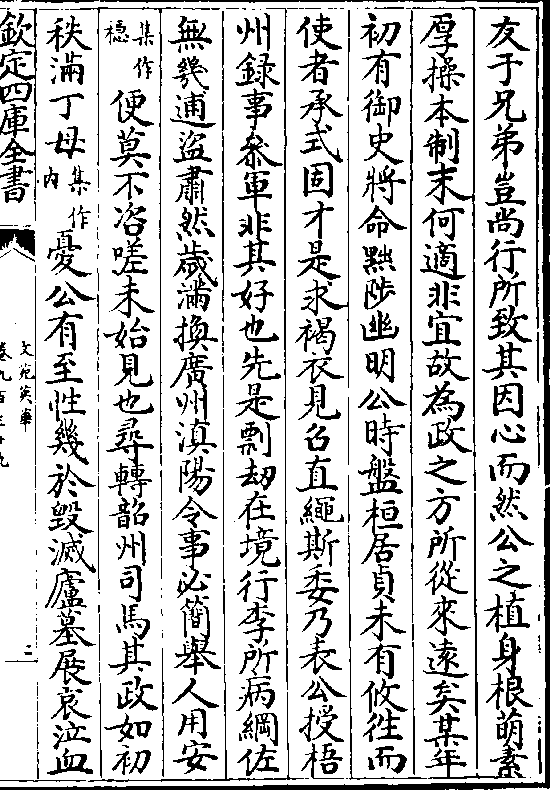 友于兄弟豈尚行所致其因心而然公之植身根萌素
厚操本制末何適非宜故為政之方所從來遠矣某年
初有御史將命黜陟幽明公時盤桓居貞未有攸往而
使者承式固才是求褐衣見召直繩斯委乃表公授梧
州録事叅軍非其好也先是剽刼在境行李所病綱佐
無幾逋盜肅然歲滿換廣州滇陽令事必簡舉人用安
集作穏便莫不咨嗟未始見也尋轉韶州司馬其政如初
秩滿丁母集作内憂公有至性幾於毀滅廬墓展哀泣血
欽定四庫全書
文苑英華
卷九百三十九
二